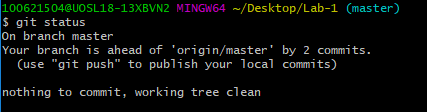 100621504@UOSL18-13XBVN2 MINGW64 ~/Desktop/Lab-1 (master)
$ git status
On branch master
Your branch is ahead of 'origin/master' by 2 commits.
  (use "git push" to publish your local commits)

nothing to commit, working tree clean